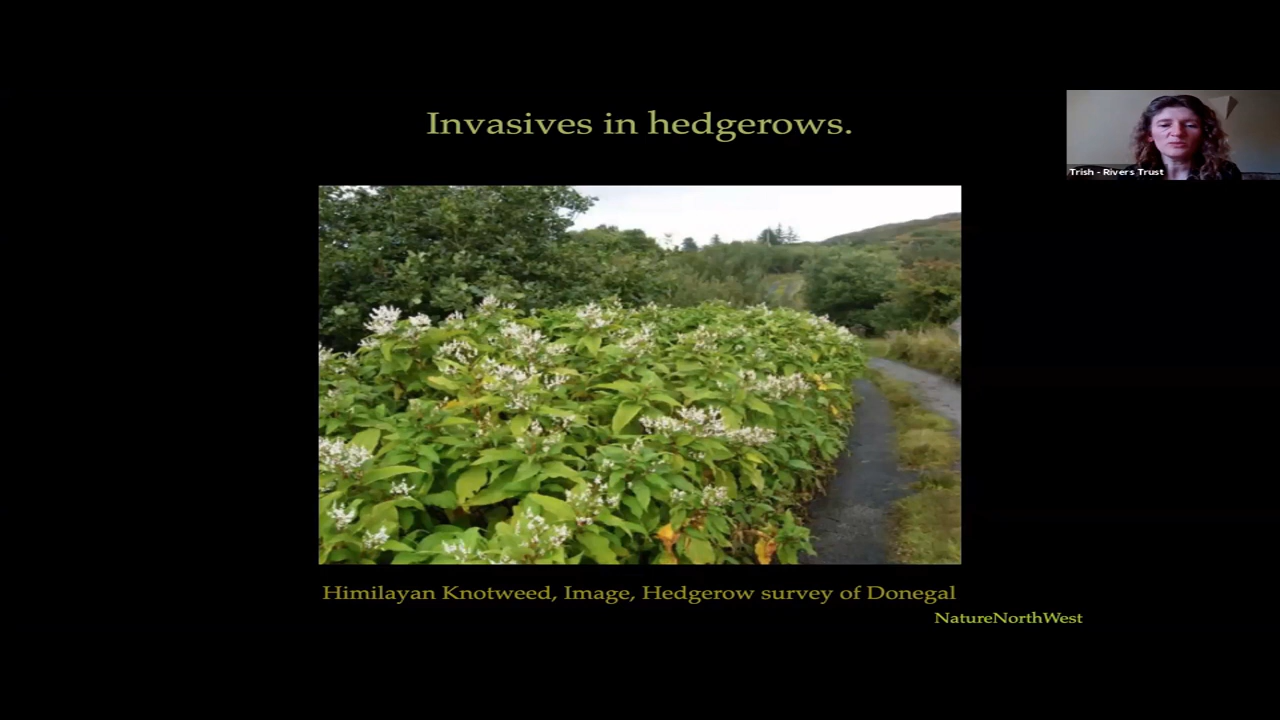 Invasives in hedgerows.
Trish - Rivers Trust
Himilayan Knotweed, Image, Hedgerow survey of Donegal
NatureNorthWest